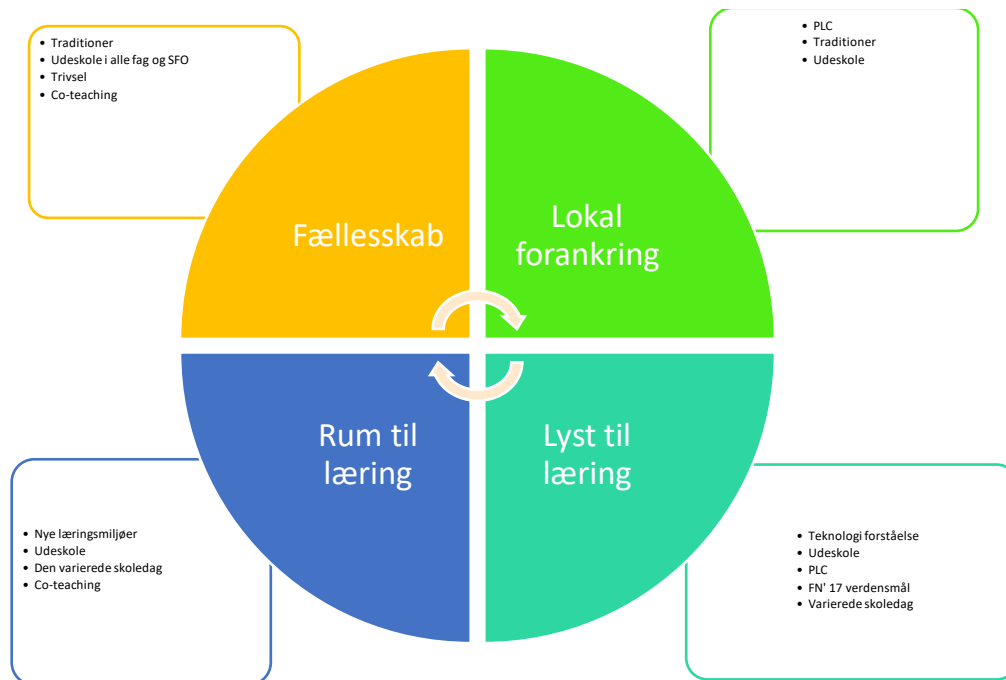 • Traditioner
• Udeskole i alle fag og SFO
• Trivsel
• Co-teaching
• PLC
• Traditioner
• Udeskole
Fællesskab
Lokal
forankring
Rum til
læring
Lyst til
læring
• Nye læringsmiljøer
• Udeskole
• Den varierede skoledag
• Co-teaching
• Teknologi forståelse
• Udeskole
• PLC
• FN' 17 verdensmål
• Varierede skoledag